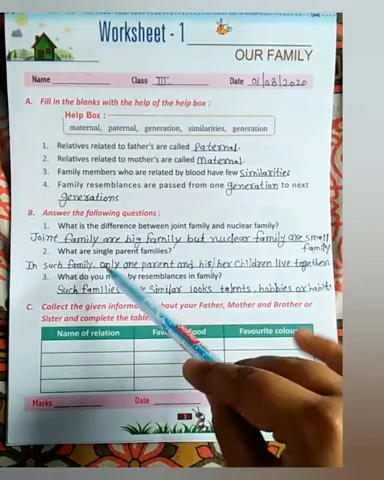 Worksheet - 1
OUR FAMILY
Name Class III Date 01/08/2020
A. Fill in the blanks with the help of the help box :
Help Box :
maternal, paternal, generation, similarities, generation
1. Relatives related to father's are called Paternal.
2. Relatives related to mother's are called Maternal.
3. Family members who are related by blood have few Similarities
4. Family resemblances are passed from one generation to next
generations
B. Answer the following questions :
1. What is the difference between joint family and nuclear family?
Joint family are big family but nuclear family are small
family
2. What are single parent families?
In such family, only one parent and his/her children live together.
3. What do you by resemblances in family?
Such families Similar looks, talents, hobbies or habits
C. Collect the given about your Father, Mother and Brother or
Sister and complete the table.
Name of relation Favourite colour
Marks Date
3